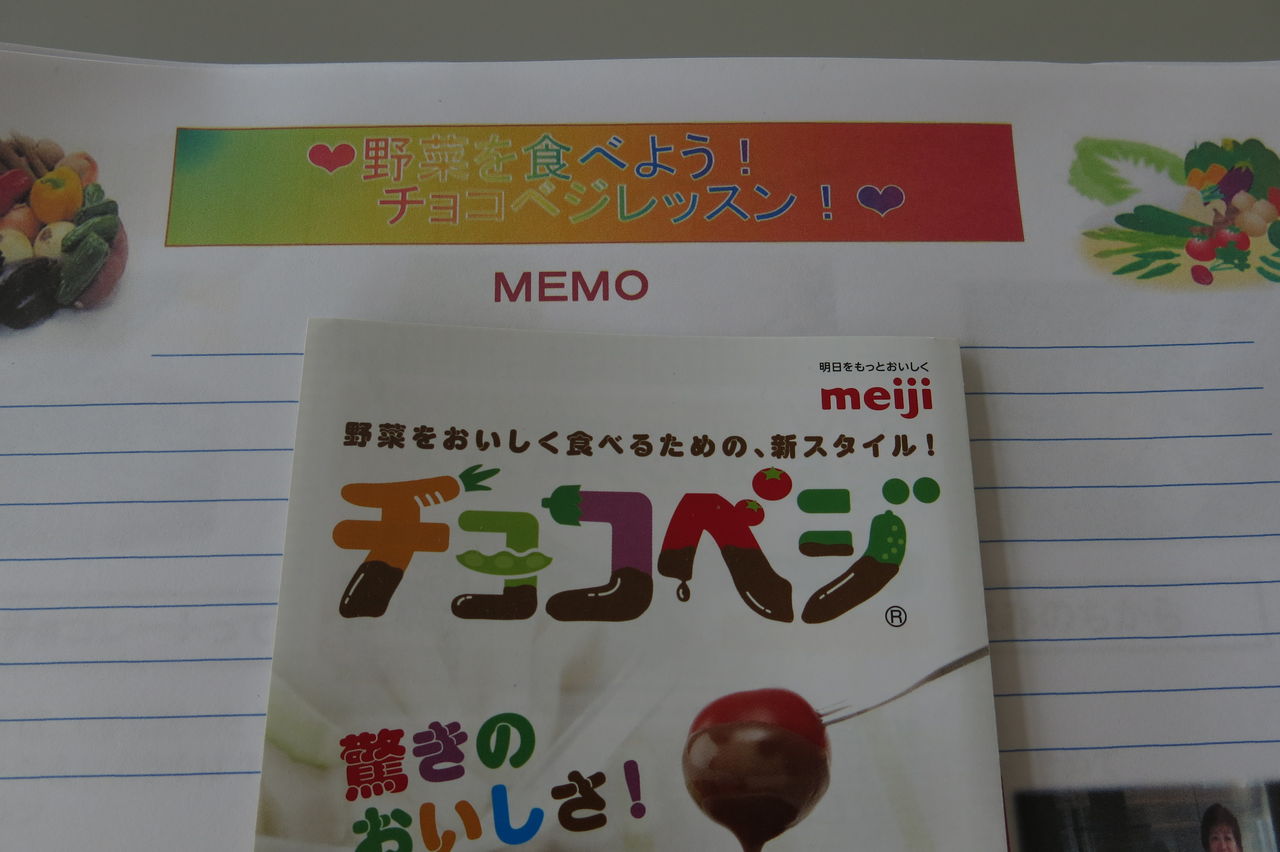 ❤野菜を食べよう！
チョコベジレッスン！❤
MEMO
明日をもっとおいしく
meiji
野菜をおいしく食べるための、新スタイル！
チョコベジ®
驚きの
おいしさ！